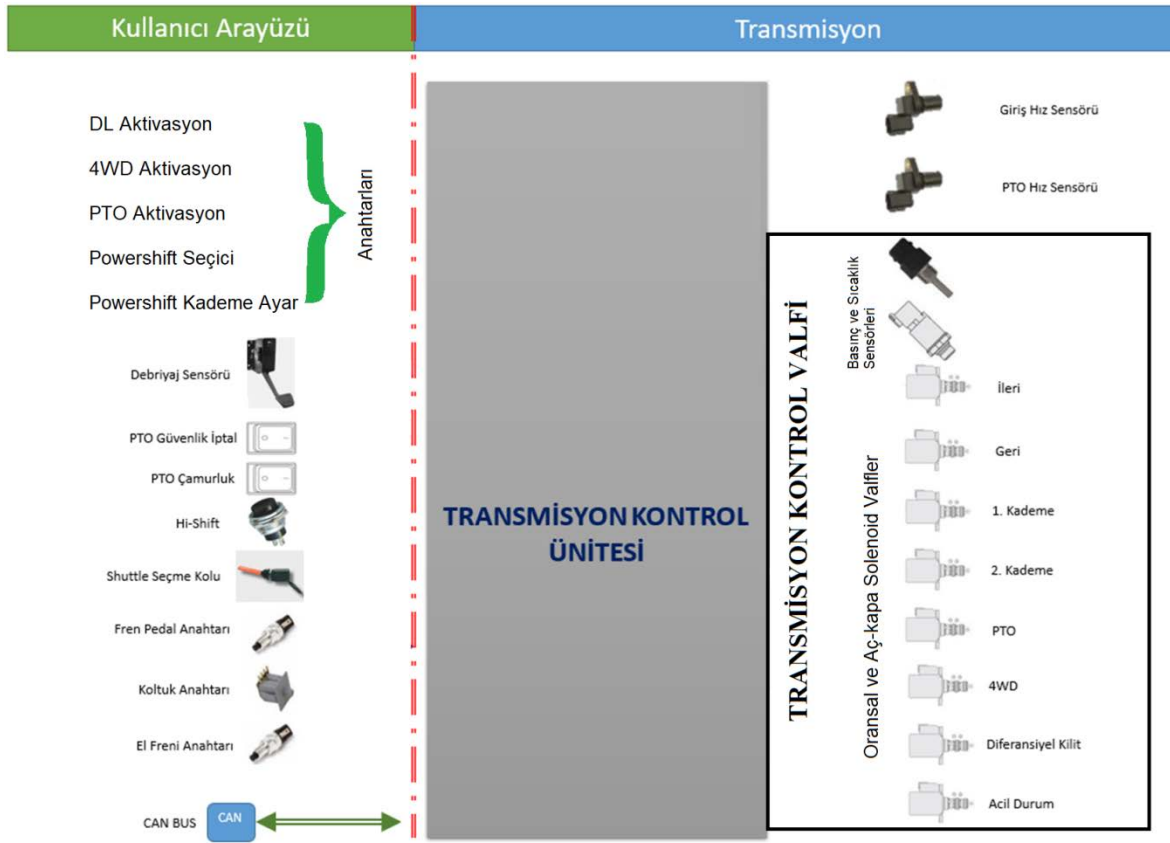 Kullanıcı Arayüzü
Transmisyon
DL Aktivasyon
4WD Aktivasyon
PTO Aktivasyon
Powershift Seçici
Powershift Kademe Ayar
Anahtarları
Debriyaj Sensörü
PTO Güvenlik İptal
PTO Çamurluk
Hi-Shift
Shuttle Seçme Kolu
Fren Pedal Anahtarı
Koltuk Anahtarı
El Freni Anahtarı
CAN BUS
CAN
TRANSMİSYON KONTROL
ÜNİTESİ
Giriş Hız Sensörü
PTO Hız Sensörü
TRANSMİSYON KONTROL VALFİ
Basınç ve Sıcaklık
Sensörleri
Oransal ve Aç-kapa Solenoid Valfler
İleri
Geri
1. Kademe
2. Kademe
PTO
4WD
Diferansiyel Kilit
Acil Durum